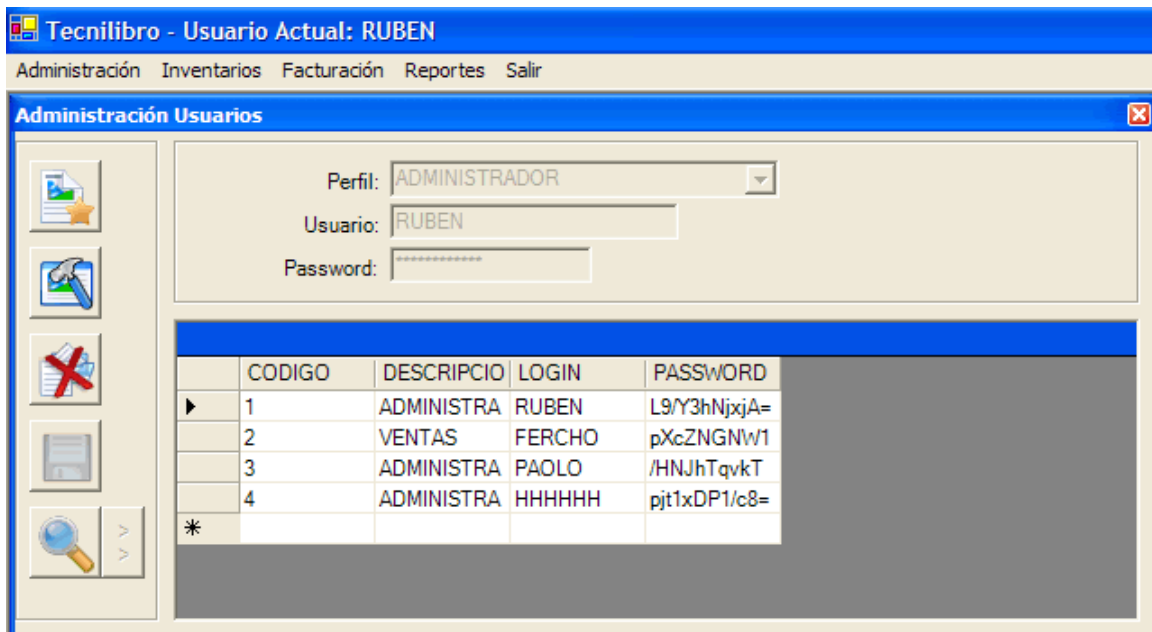 Tecnilibro - Usuario Actual: RUBEN
Administración Inventarios Facturación Reportes Salir
Administración Usuarios
Perfil: ADMINISTRADOR
Usuario: RUBEN
Password: ************
CODIGO DESCRIPCIO LOGIN PASSWORD
1 ADMINISTRA RUBEN L9/Y3hNjxjA=
2 VENTAS FERCHO pXcZNGNW1
3 ADMINISTRA PAOLO /HNJhTqvkT
4 ADMINISTRA HHHHHH pjt1xDP1/c8=
>
>